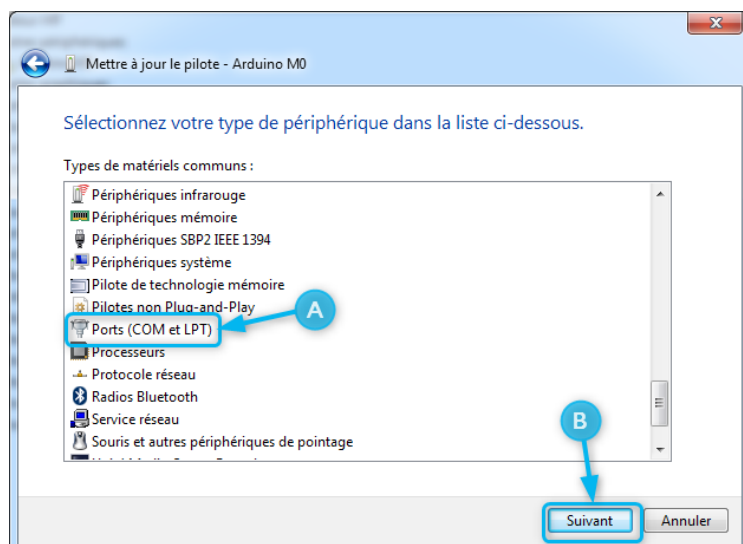 Mettre à jour le pilote - Arduino M0
Sélectionnez votre type de périphérique dans la liste ci-dessous.
Types de matériels communs :
Périphériques infrarouge
Périphériques mémoire
Périphériques SBP2 IEEE 1394
Périphériques système
Pilote de technologie mémoire
Pilotes non Plug-and-Play
A
Ports (COM et LPT)
Processeurs
Protocole réseau
Radios Bluetooth
Service réseau
B
Souris et autres périphériques de pointage
Suivant
Annuler